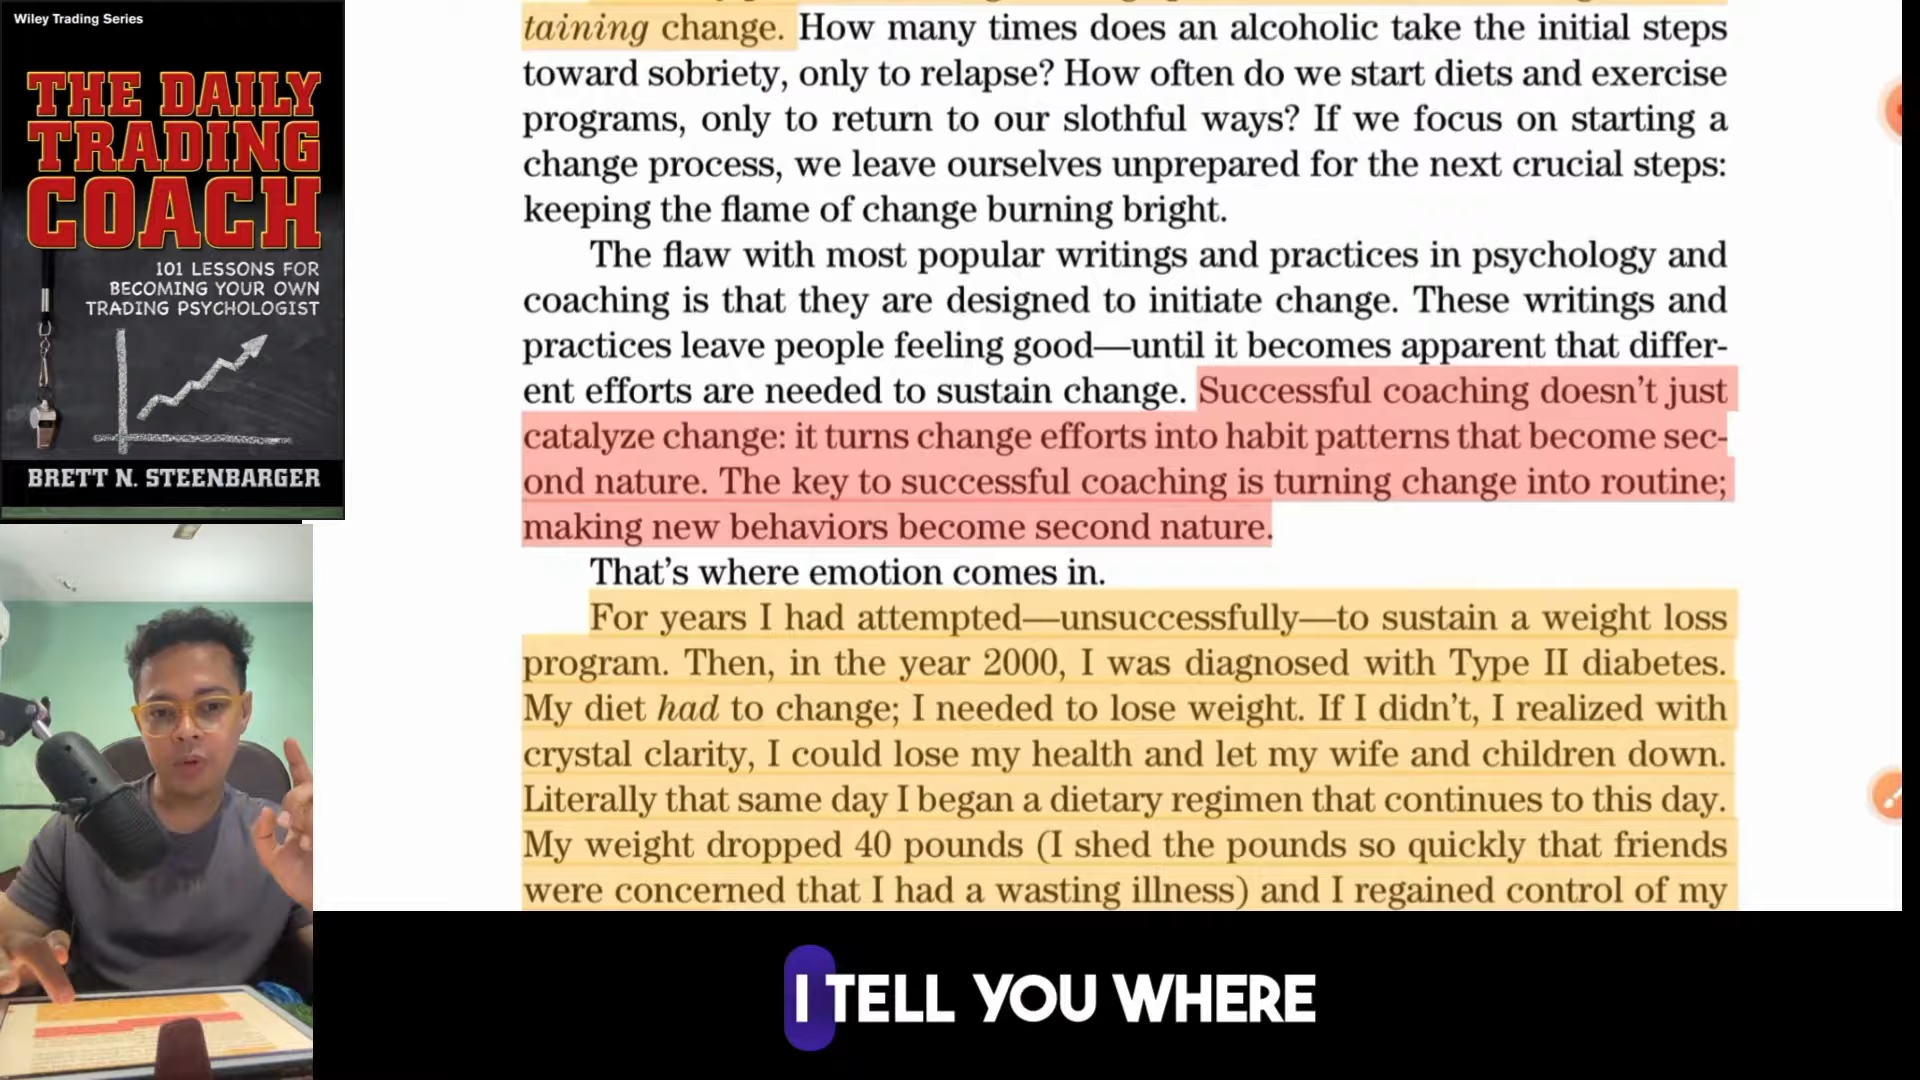 Wiley Trading Series
THE DAILY
TRADING
COACH
101 LESSONS FOR
BECOMING YOUR OWN
TRADING PSYCHOLOGIST
BRETT N. STEENBARGER
taining change. How many times does an alcoholic take the initial steps
toward sobriety, only to relapse? How often do we start diets and exercise
programs, only to return to our slothful ways? If we focus on starting a
change process, we leave ourselves unprepared for the next crucial steps:
keeping the flame of change burning bright.
The flaw with most popular writings and practices in psychology and
coaching is that they are designed to initiate change. These writings and
practices leave people feeling good—until it becomes apparent that differ-
ent efforts are needed to sustain change. Successful coaching doesn't just
catalyze change: it turns change efforts into habit patterns that become sec-
ond nature. The key to successful coaching is turning change into routine;
making new behaviors become second nature.
That's where emotion comes in.
For years I had attempted—unsuccessfully—to sustain a weight loss
program. Then, in the year 2000, I was diagnosed with Type II diabetes.
My diet had to change; I needed to lose weight. If I didn't, I realized with
crystal clarity, I could lose my health and let my wife and children down.
Literally that same day I began a dietary regimen that continues to this day.
My weight dropped 40 pounds (I shed the pounds so quickly that friends
were concerned that I had a wasting illness) and I regained control of my
I TELL YOU WHERE